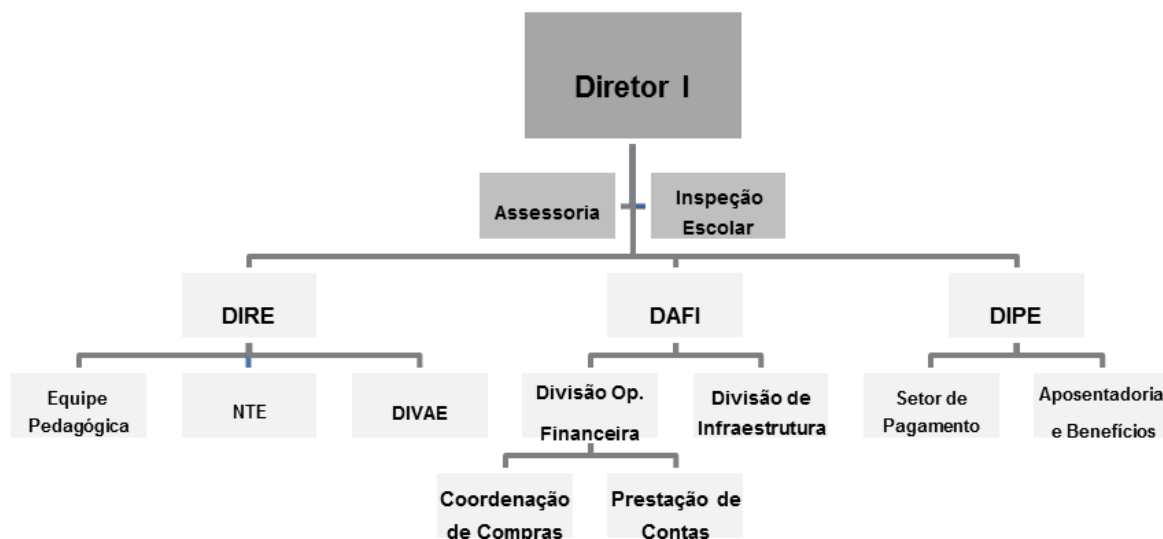 Diretor I
Assessoria
Inspeção
Escolar
DIRE
DAFI
DIPE
Equipe
Pedagógica
NTE
DIVAE
Divisão Op.
Financeira
Divisão de
Infraestrutura
Setor de
Pagamento
Aposentadoria
e Benefícios
Coordenação
de Compras
Prestação de
Contas